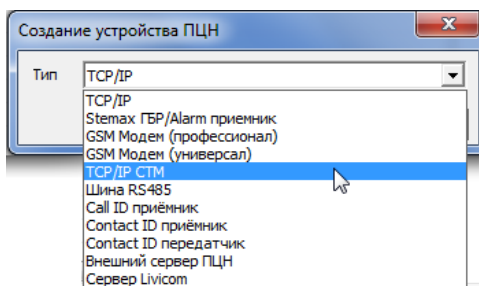 Создание устройства ПЦН
Тип TCP/IP
TCP/IP
Stemax ГБР/Alarm приемник
GSM Модем (профессионал)
GSM Модем (универсал)
TCP/IP СТМ
Шина RS485
Call ID приёмник
Contact ID приёмник
Contact ID передатчик
Внешний сервер ПЦН
Сервер Livicom